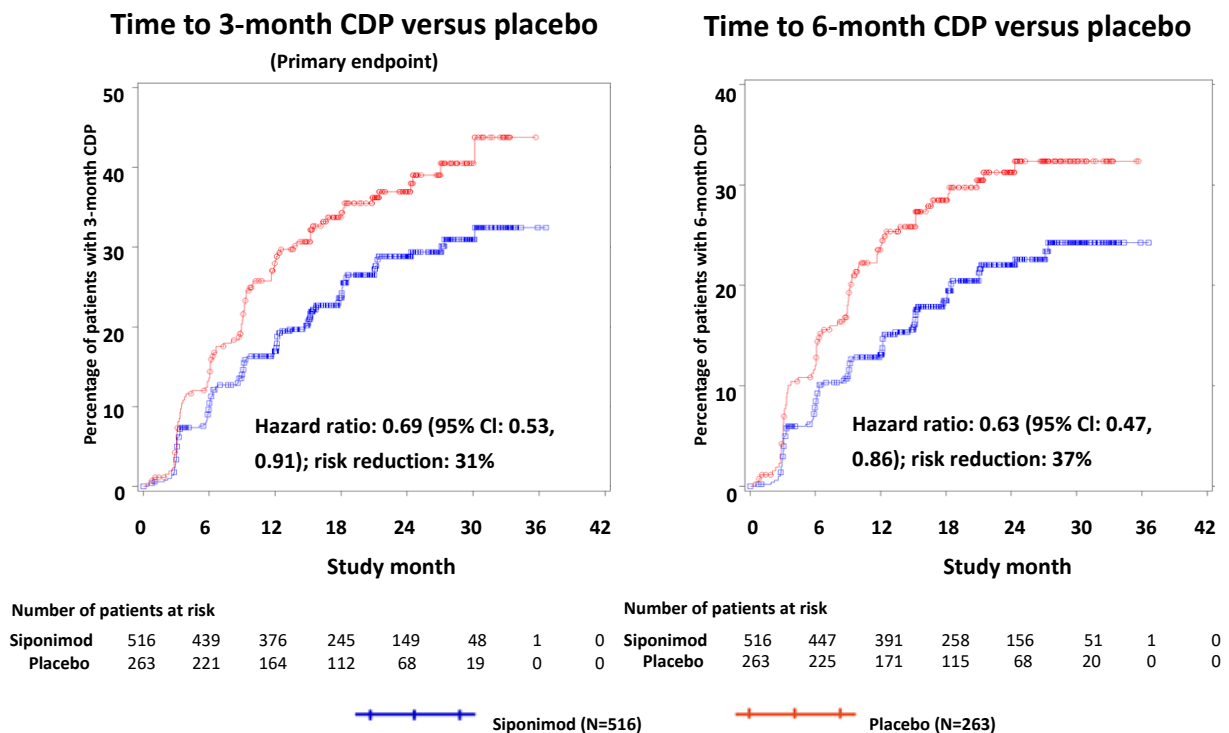 Time to 3-month CDP versus placebo
(Primary endpoint)
Percentage of patients with 3-month CDP
50
40
30
20
10
0
Hazard ratio: 0.69 (95% Cl: 0.53,
0.91); risk reduction: 31%
0 6 12 18 24 30 36 42
Study month
Number of patients at risk
Siponimod 516 439 376 245 149 48 1 0
Placebo 263 221 164 112 68 19 0 0
Time to 6-month CDP versus placebo
Percentage of patients with 6-month CDP
40
30
20
10
0
Hazard ratio: 0.63 (95% Cl: 0.47,
0.86); risk reduction: 37%
0 6 12 18 24 30 36 42
Study month
Number of patients at risk
Siponimod 516 447 391 258 156 51 1 0
Placebo 263 225 171 115 68 20 0 0
Siponimod (N=516)
Placebo (N=263)